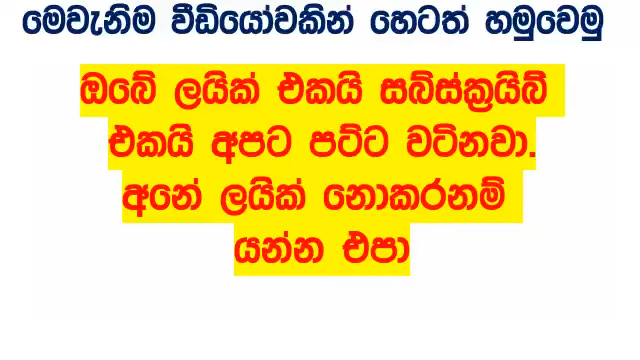 මෙවැනිම වීඩියෝවකින් හෙටත් හමුවෙමු
ඔබේ ලයික් එකයි සබ්ස්ක්‍රයිබ්
එකයි අපට පට්ට වටිනවා.
අනේ ලයික් නොකරනම්
යන්න එපා